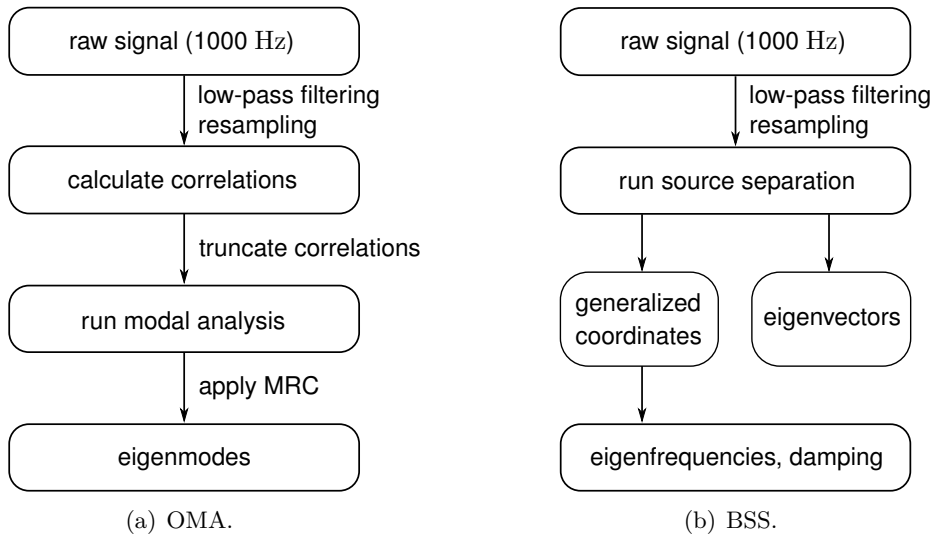 raw signal (1000 Hz)
low-pass filtering
resampling
calculate correlations
truncate correlations
run modal analysis
apply MRC
eigenmodes
(a) OMA.
raw signal (1000 Hz)
low-pass filtering
resampling
run source separation
generalized
coordinates
eigenvectors
eigenfrequencies, damping
(b) BSS.